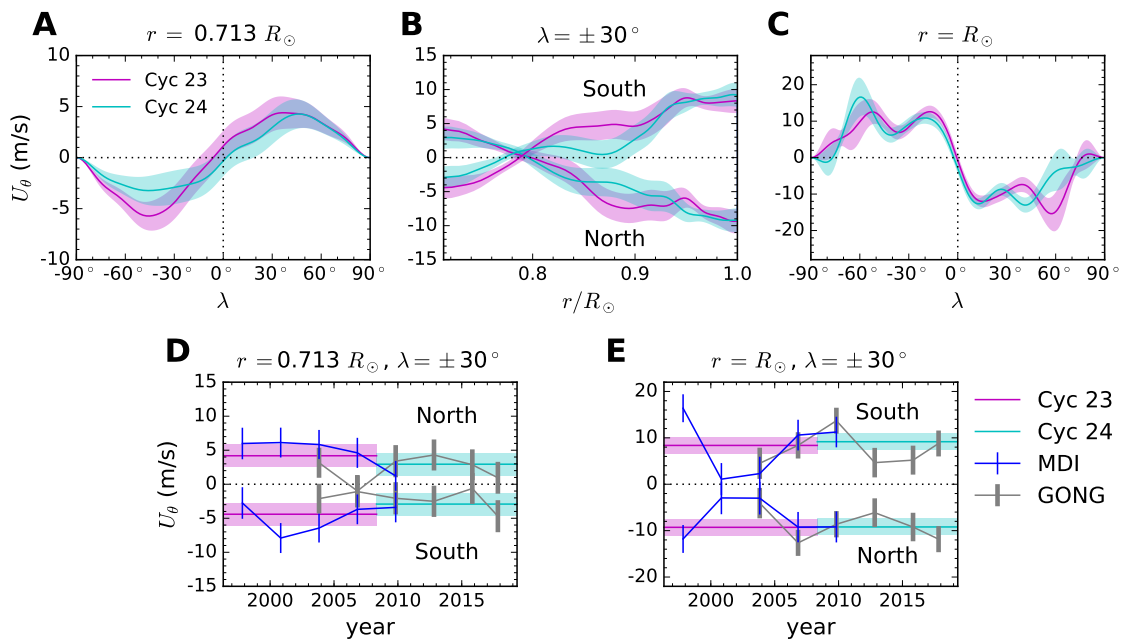 A
r = 0.713 R⊙
B
λ = ± 30°
C
r = R⊙
10
5
0
-5
-10
U_θ (m/s)
Cyc 23
Cyc 24
-90° -60° -30° 0° 30° 60° 90°
λ
15
10
5
0
-5
-10
-15
South
North
0.8 0.9 1.0
r/R⊙
20
10
0
-10
-20
-90° -60° -30° 0° 30° 60° 90°
λ
D
r = 0.713 R⊙, λ = ± 30°
E
r = R⊙, λ = ± 30°
15
10
5
0
-5
-10
-15
U_θ (m/s)
North
South
2000 2005 2010 2015
year
20
10
0
-10
-20
South
North
2000 2005 2010 2015
year
Cyc 23
Cyc 24
MDI
GONG